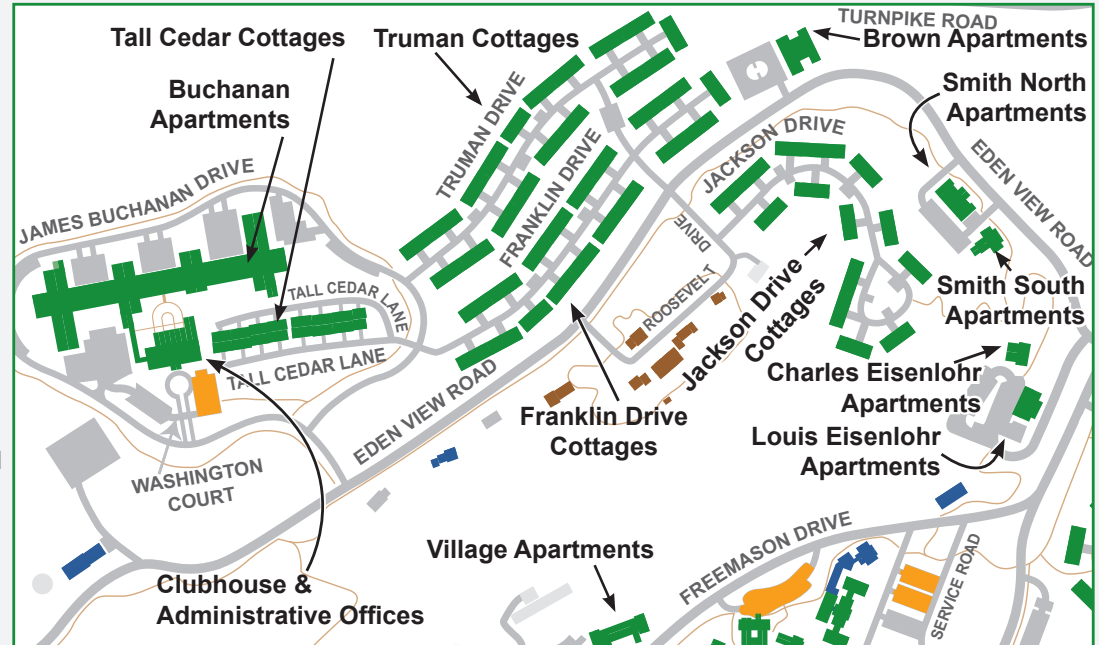 TURNPIKE ROAD
Tall Cedar Cottages
Truman Cottages
Brown Apartments
Buchanan
Apartments
Smith North
Apartments
TRUMAN DRIVE
JACKSON DRIVE
EDEN VIEW ROAD
FRANKLIN DRIVE
JAMES BUCHANAN DRIVE
DRIVE
ROOSEVELT
TALL CEDAR LANE
Smith South
Apartments
Jackson Drive
Cottages
TALL CEDAR LANE
Charles Eisenlohr
Apartments
EDEN VIEW ROAD
Franklin Drive
Cottages
Louis Eisenlohr
Apartments
WASHINGTON
COURT
Village Apartments
FREEMASON DRIVE
SERVICE ROAD
Clubhouse &
Administrative Offices